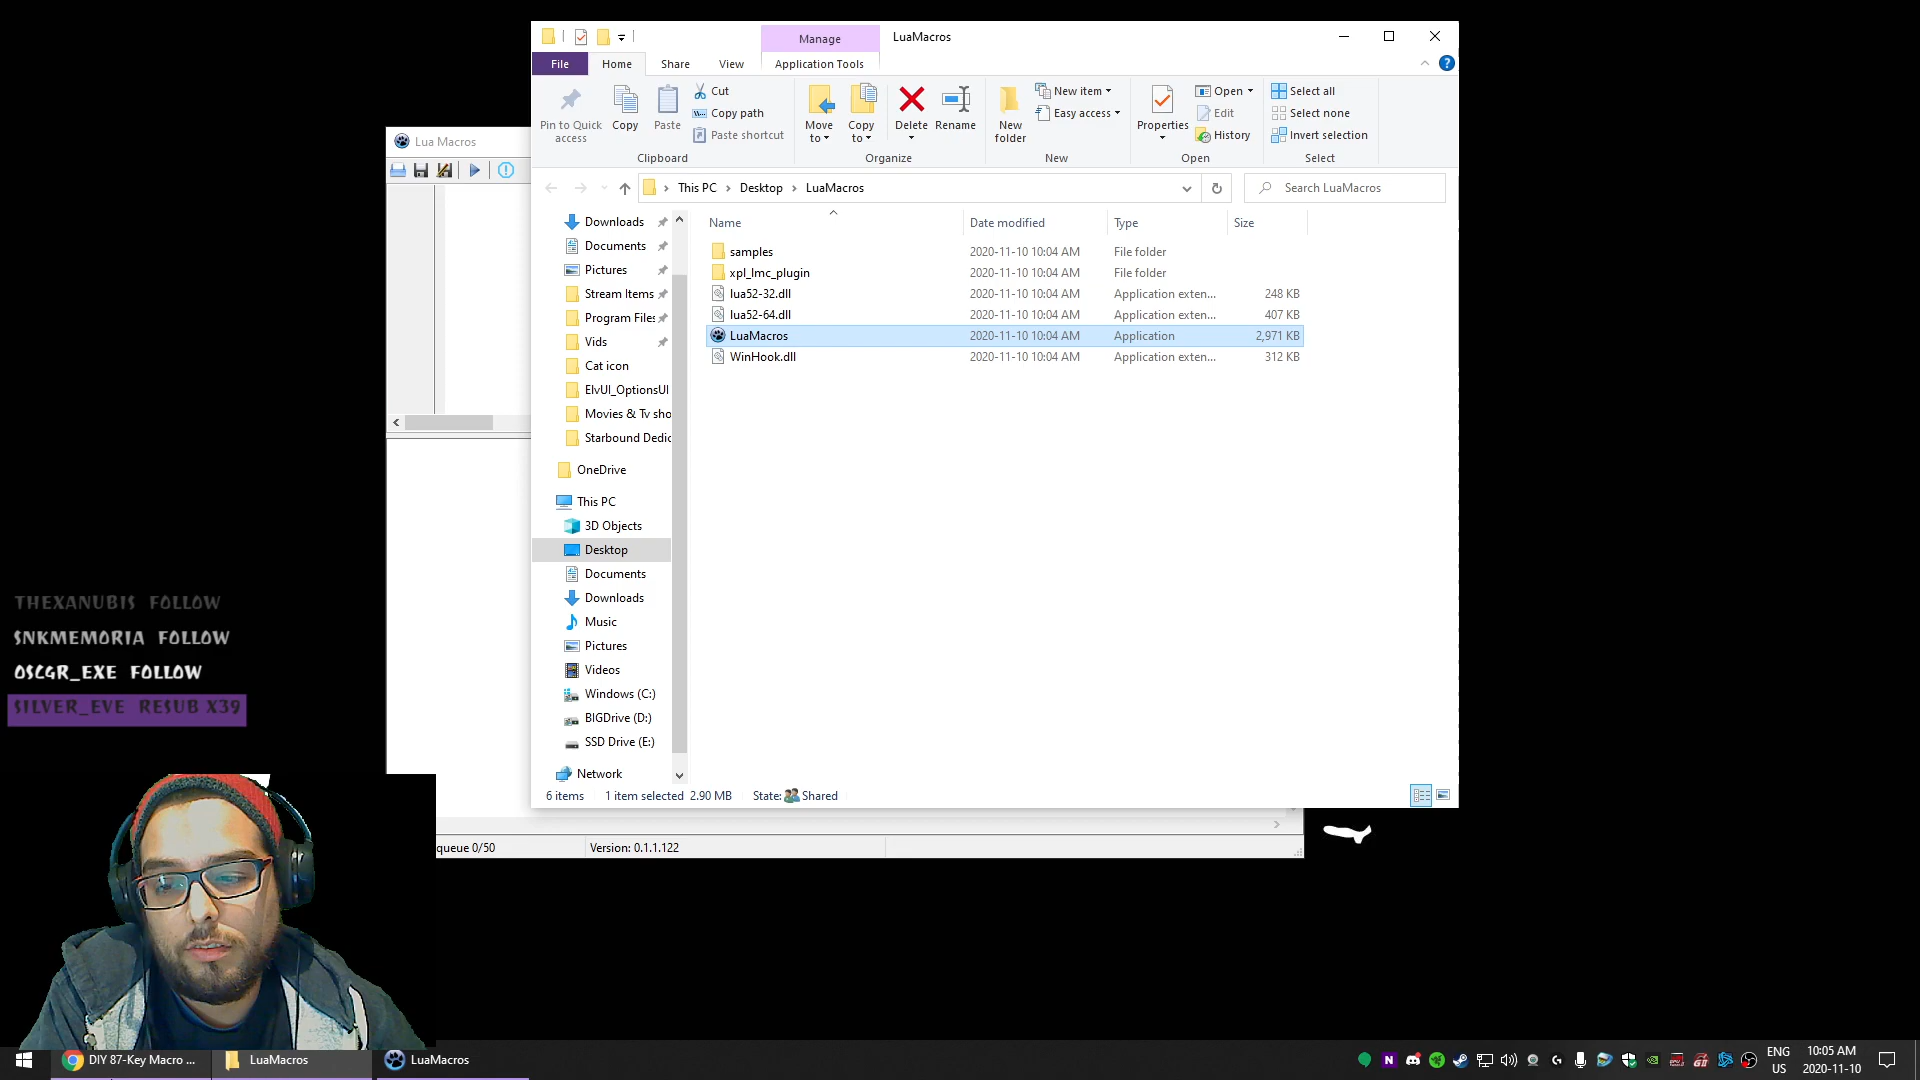 Manage
LuaMacros
File
Home
Share
View
Application Tools
Pin to Quick access
Copy
Paste
Cut
Copy path
Paste shortcut
Clipboard
Move to
Copy to
Delete
Rename
Organize
New folder
New item
Easy access
New
Properties
Open
Edit
History
Open
Select all
Select none
Invert selection
Select
Lua Macros
This PC > Desktop > LuaMacros
Search LuaMacros
Name
Date modified
Type
Size
samples 2020-11-10 10:04 AM File folder
xpl_lmc_plugin 2020-11-10 10:04 AM File folder
lua52-32.dll 2020-11-10 10:04 AM Application exten... 248 KB
lua52-64.dll 2020-11-10 10:04 AM Application exten... 407 KB
LuaMacros 2020-11-10 10:04 AM Application 2,971 KB
WinHook.dll 2020-11-10 10:04 AM Application exten... 312 KB
Downloads
Documents
Pictures
Stream Items
Program Files
Vids
Cat icon
ElvUI_OptionsUI
Movies & Tv sho
Starbound Dedic
OneDrive
This PC
3D Objects
Desktop
Documents
Downloads
Music
Pictures
Videos
Windows (C:)
BIGDrive (D:)
SSD Drive (E:)
Network
6 items 1 item selected 2.90 MB State: Shared
queue 0/50
Version: 0.1.1.122
THEXANUBIS FOLLOW
SNKMEMORIA FOLLOW
OSCGR_EXE FOLLOW
SILVER_EVE RESUB X39
DIY 87-Key Macro ...
LuaMacros
LuaMacros
ENG
US
10:05 AM
2020-11-10